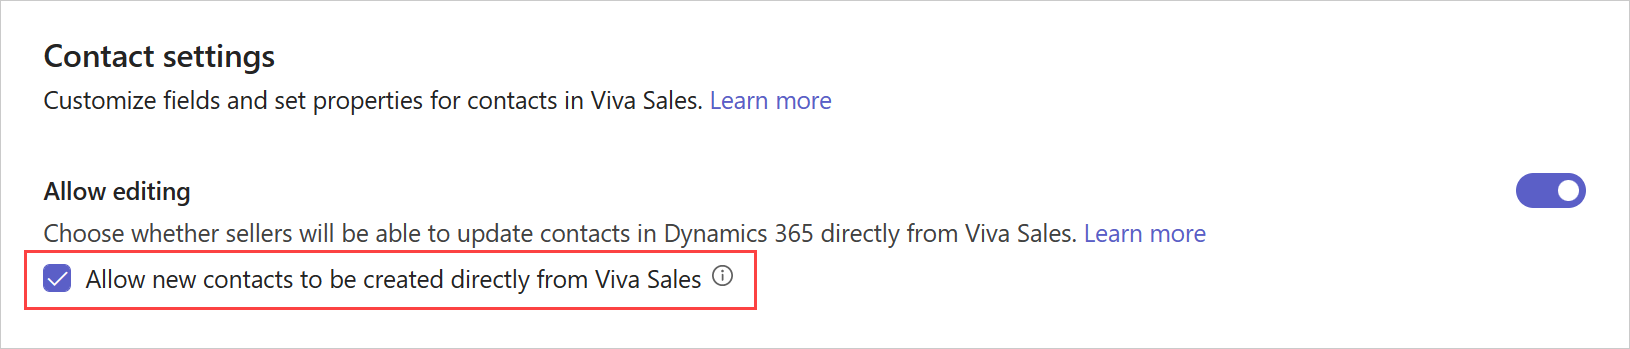 Contact settings
Customize fields and set properties for contacts in Viva Sales. Learn more
Allow editing
Choose whether sellers will be able to update contacts in Dynamics 365 directly from Viva Sales. Learn more
Allow new contacts to be created directly from Viva Sales